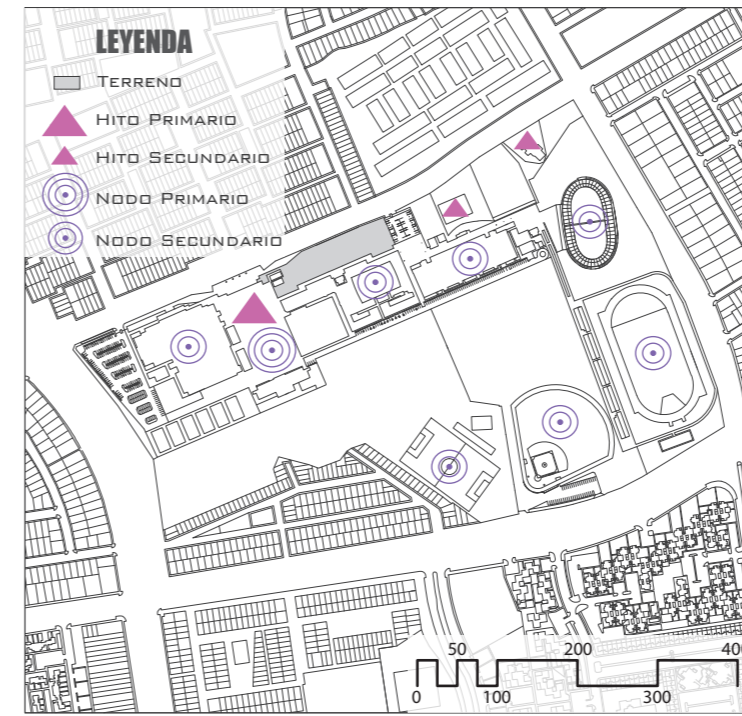 LEYENDA
TERRENO
HITO PRIMARIO
HITO SECUNDARIO
NODO PRIMARIO
NODO SECUNDARIO
50 200 400
0 100 300